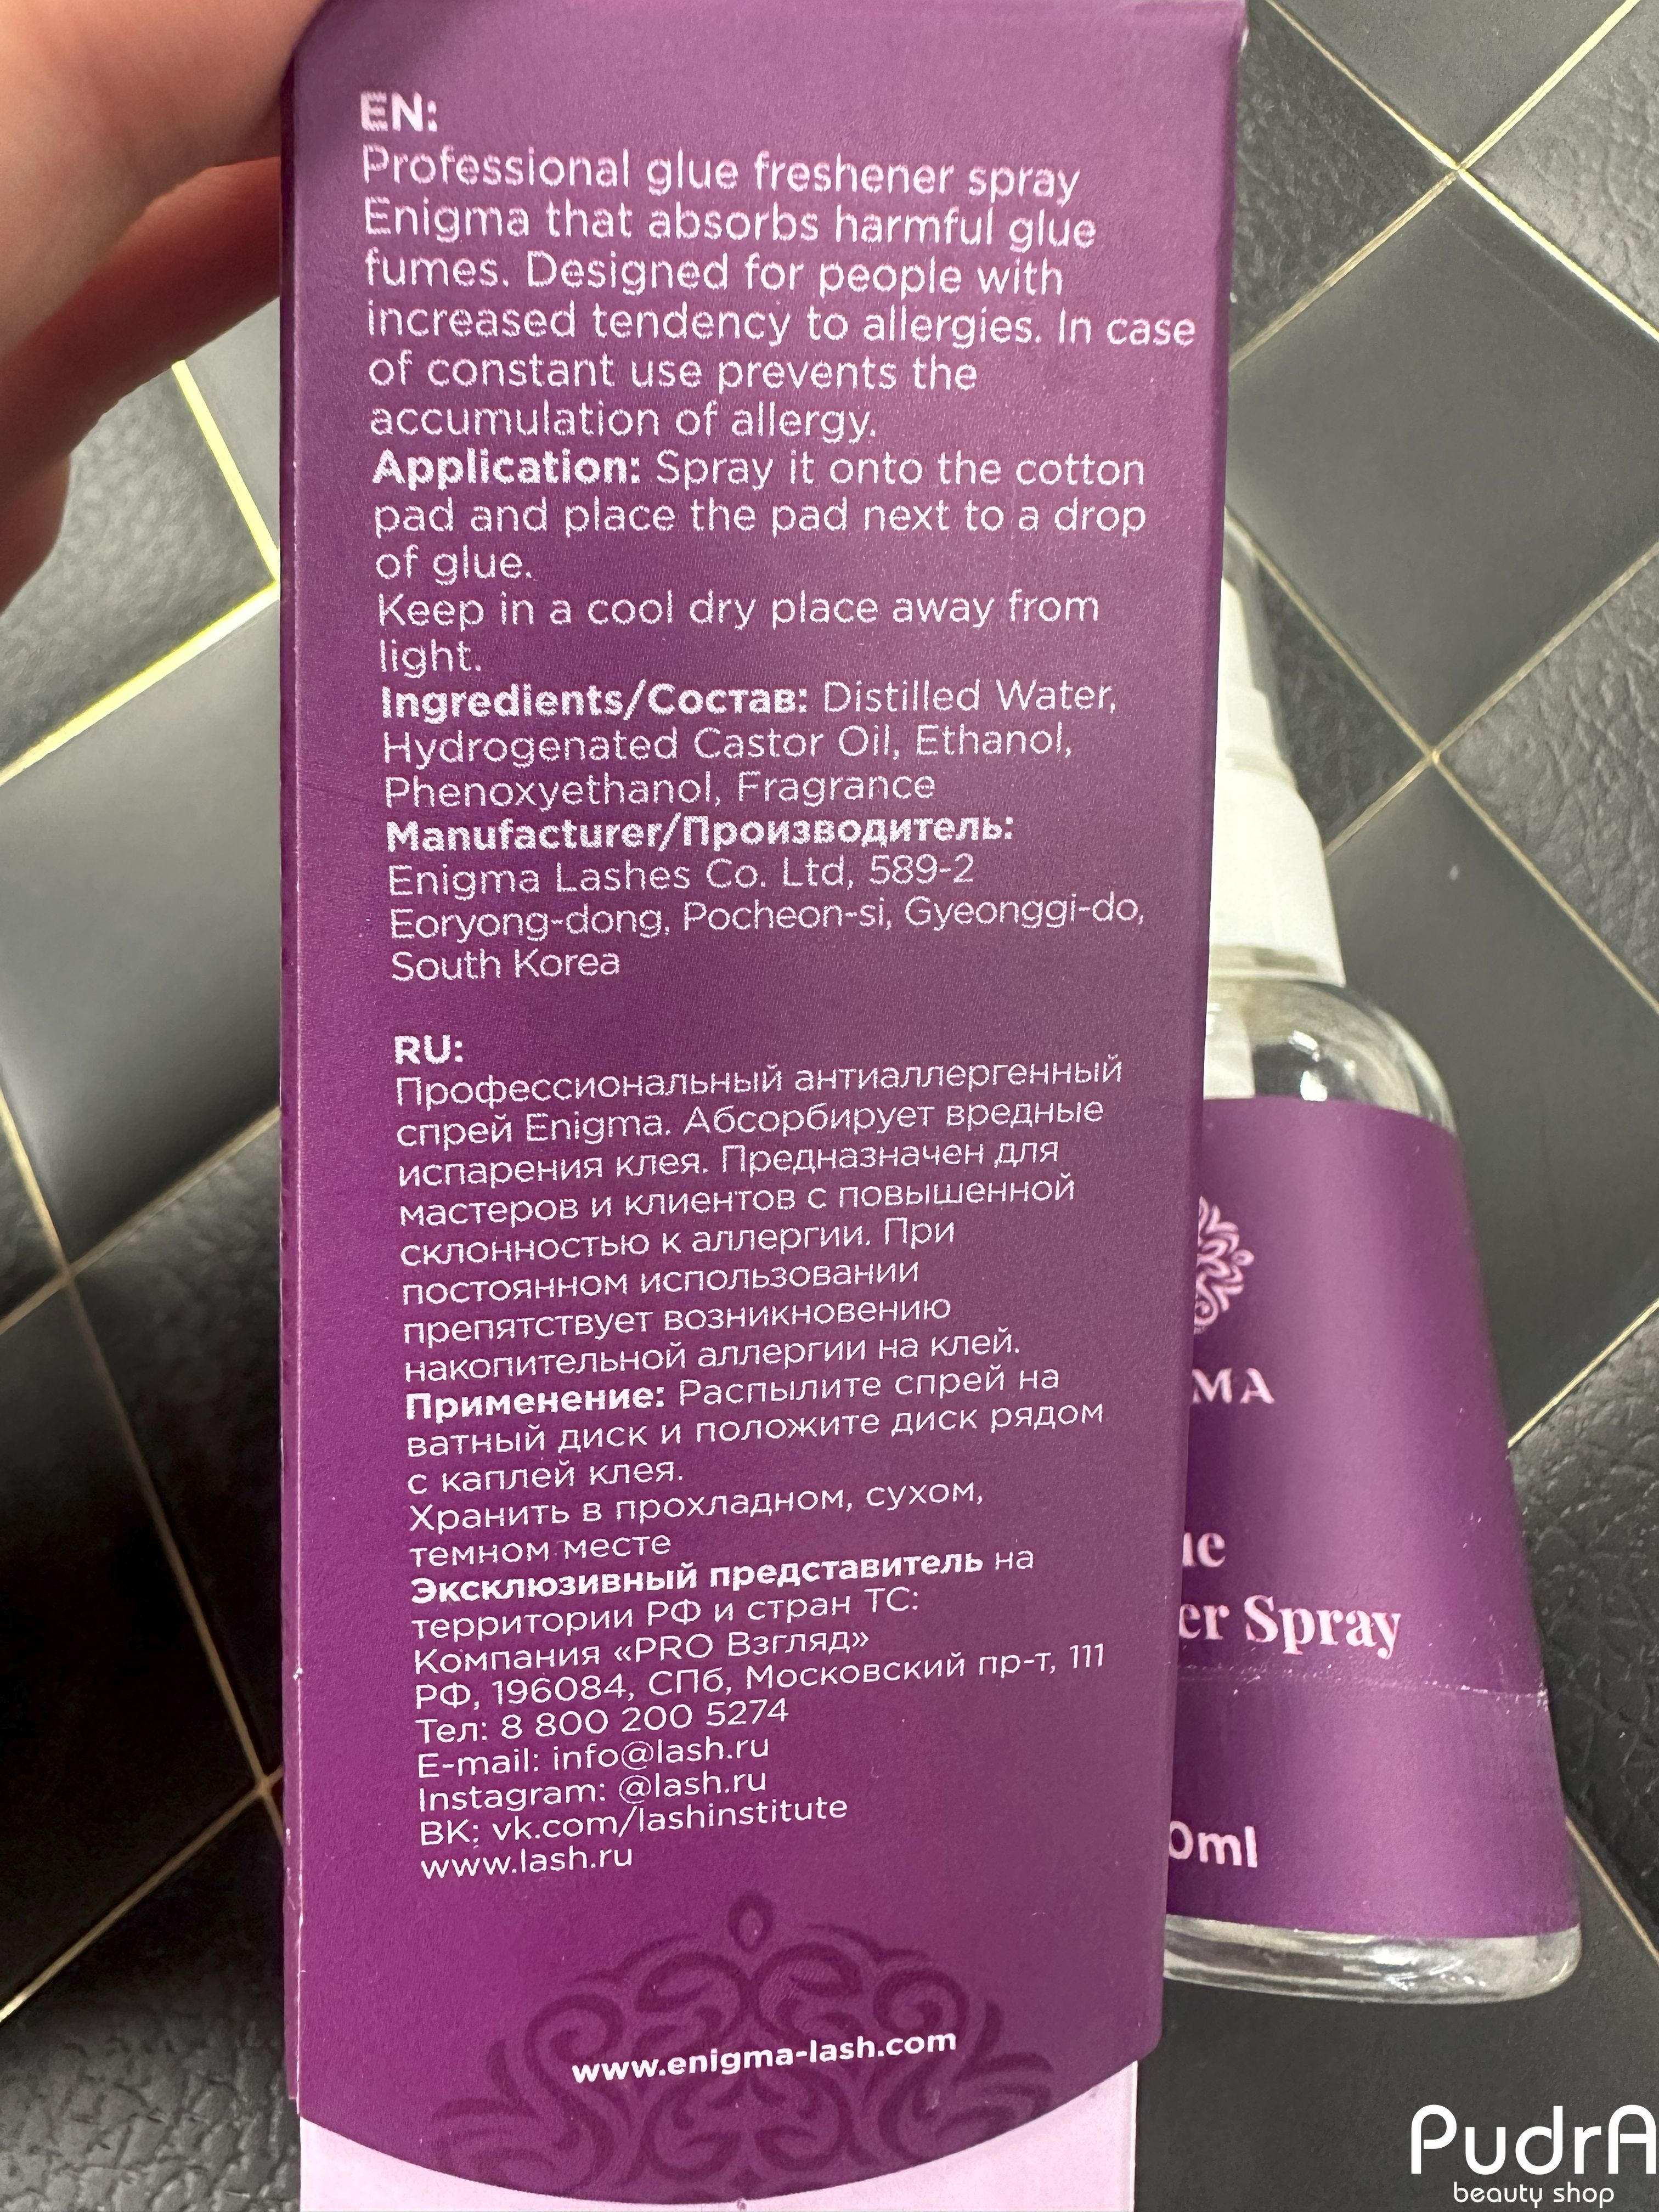 EN:
Professional glue freshener spray
Enigma that absorbs harmful glue
fumes. Designed for people with
increased tendency to allergies. In case
of constant use prevents the
accumulation of allergy.
Application: Spray it onto the cotton
pad and place the pad next to a drop
of glue.
Keep in a cool dry place away from
light.
Ingredients/Состав: Distilled Water,
Hydrogenated Castor Oil, Ethanol,
Phenoxyethanol, Fragrance
Manufacturer/Производитель:
Enigma Lashes Co. Ltd, 589-2
Eoryong-dong, Pocheon-si, Gyeonggi-do,
South Korea
RU:
Профессиональный антиаллергенный
спрей Enigma. Абсорбирует вредные
испарения клея. Предназначен для
мастеров и клиентов с повышенной
склонностью к аллергии. При
постоянном использовании
препятствует возникновению
накопительной аллергии на клей.
Применение: Распылите спрей на
ватный диск и положите диск рядом
с каплей клея.
Хранить в прохладном, сухом,
темном месте
Эксклюзивный представитель на
территории РФ и стран ТС:
Компания «PRO Взгляд»
РФ, 196084, СПб, Московский пр-т, 111
Тел: 8 800 200 5274
E-mail: info@lash.ru
Instagram: @lash.ru
ВК: vk.com/lashinstitute
www.lash.ru
www.enigma-lash.com
MA
ue
er Spray
0ml
PudrA
beauty shop